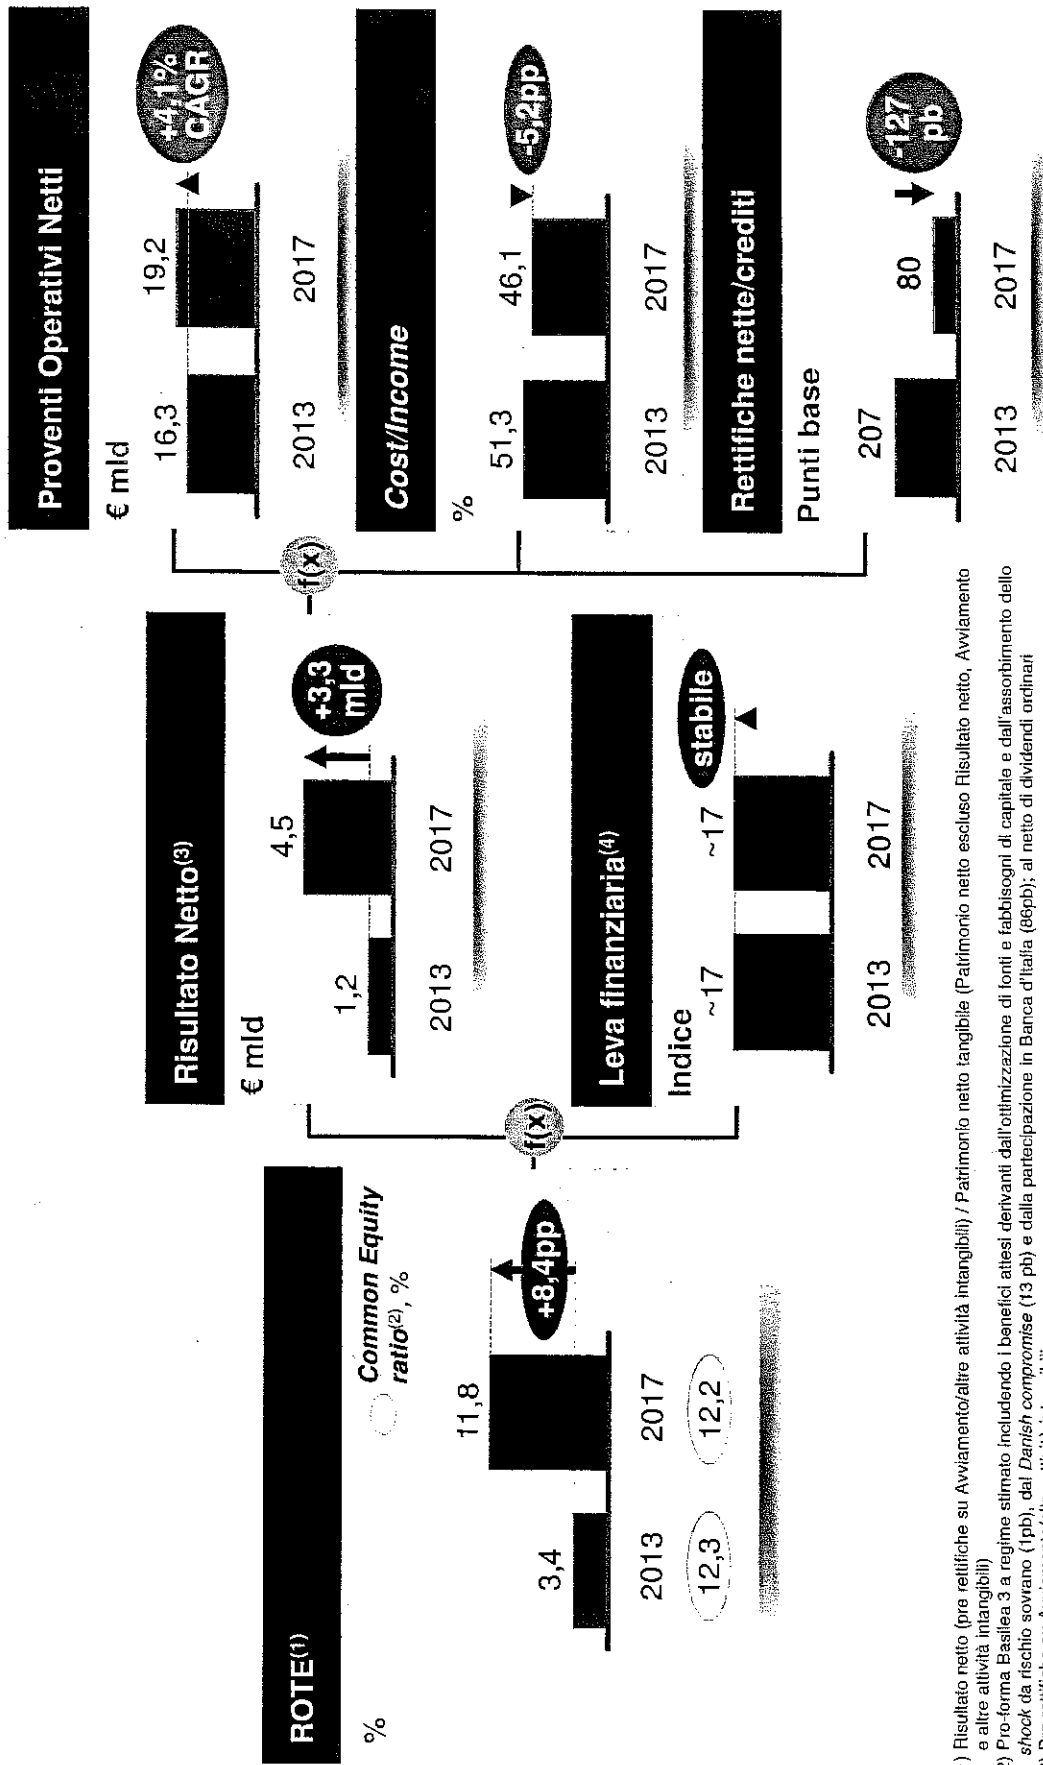 ROTE(1)
%
Common Equity
ratio(2), %
3,4
11,8
+8,4pp
2013
2017
12,3
12,2
f(x)
Risultato Netto(3)
€ mld
1,2
4,5
+3,3
mld
2013
2017
Leva finanziaria(4)
Indice
~17
~17
stabile
2013
2017
f(x)
Proventi Operativi Netti
€ mld
16,3
19,2
+4,1%
CAGR
2013
2017
Cost/Income
%
51,3
46,1
-5,2pp
2013
2017
Rettifiche nette/crediti
Punti base
207
80
-127
pb
2013
2017
) Risultato netto (pre rettifiche su Avviamento/altre attività intangibili) / Patrimonio netto tangibile (Patrimonio netto escluso Risultato netto, Avviamento
e altre attività intangibili)
2) Pro-forma Basilea 3 a regime stimato includendo i benefici attesi derivanti dall'ottimizzazione di fonti e fabbisogni di capitale e dall'assorbimento dello
shock da rischio sovrano (1pb), dal Danish compromise (13 pb) e dalla partecipazione in Banca d'Italia (86pb); al netto di dividendi ordinari